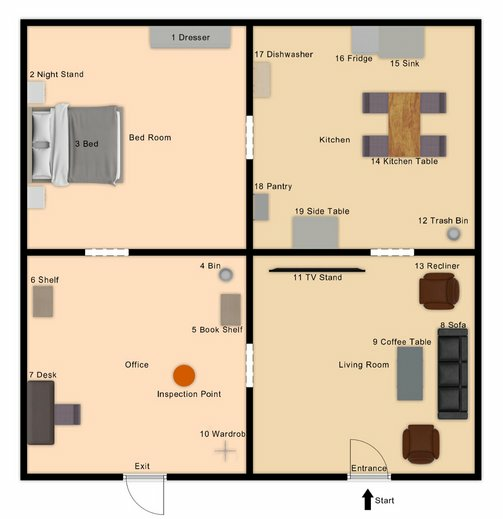 1 Dresser
2 Night Stand
3 Bed
Bed Room
17 Dishwasher
16 Fridge
15 Sink
Kitchen
14 Kitchen Table
18 Pantry
19 Side Table
12 Trash Bin
4 Bin
6 Shelf
5 Book Shelf
Office
7 Desk
Inspection Point
10 Wardrob
Exit
13 Recliner
11 TV Stand
8 Sofa
9 Coffee Table
Living Room
Entrance
Start